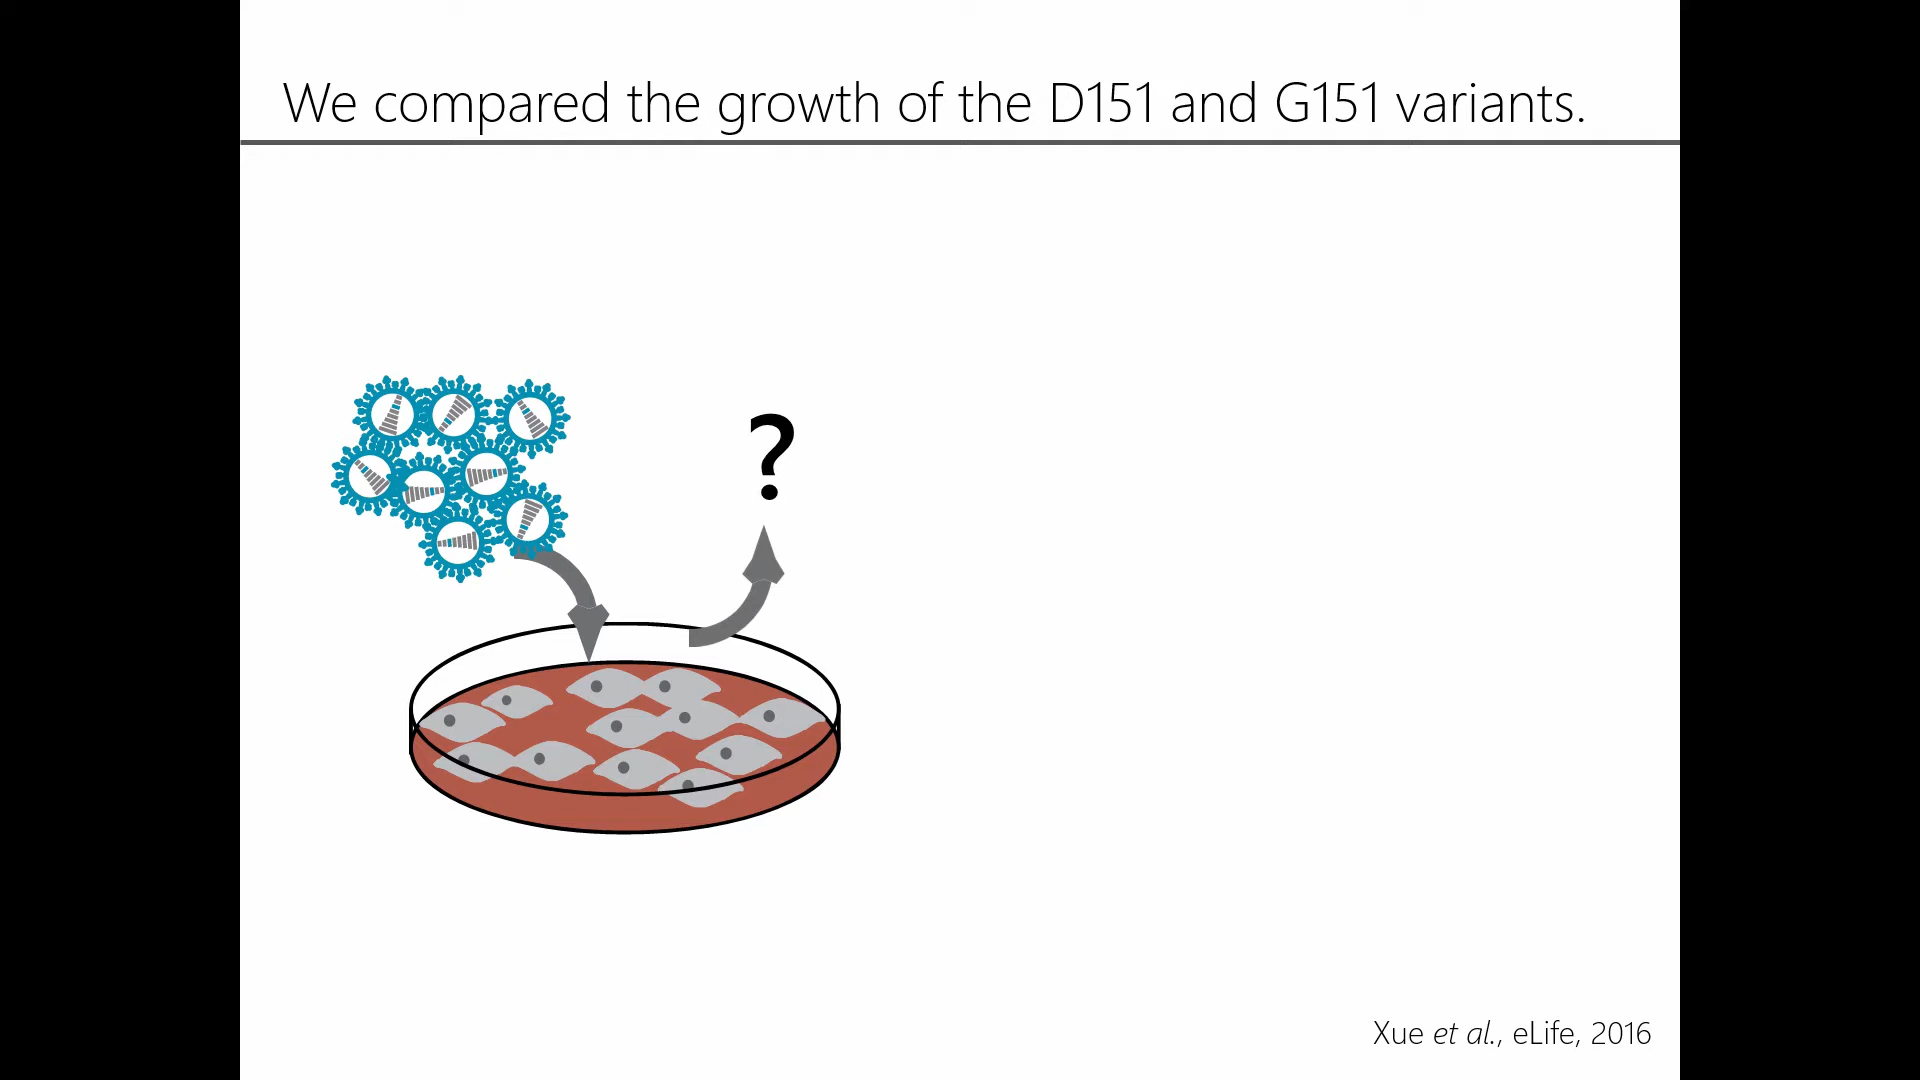 We compared the growth of the D151 and G151 variants.
?
Xue et al., eLife, 2016